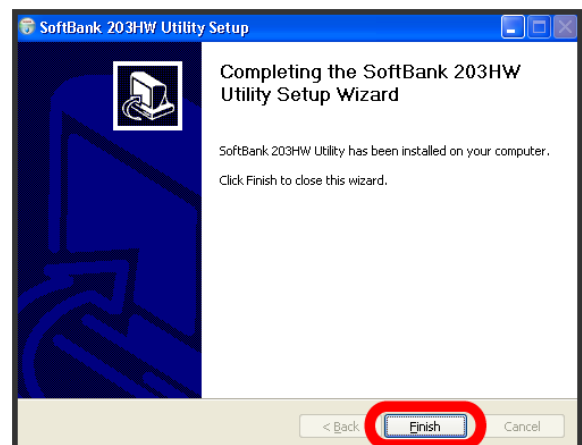 SoftBank 203HW Utility Setup
Completing the SoftBank 203HW
Utility Setup Wizard
SoftBank 203HW Utility has been installed on your computer.
Click Finish to close this wizard.
< Back
Finish
Cancel